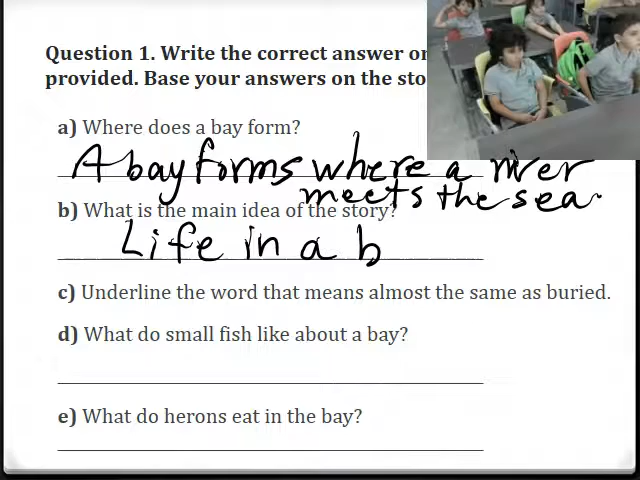 Question 1. Write the correct answer on
provided. Base your answers on the sto
a) Where does a bay form?
A bay forms where a river
meets the sea.
b) What is the main idea of the story?
Life in a b
c) Underline the word that means almost the same as buried.
d) What do small fish like about a bay?
e) What do herons eat in the bay?